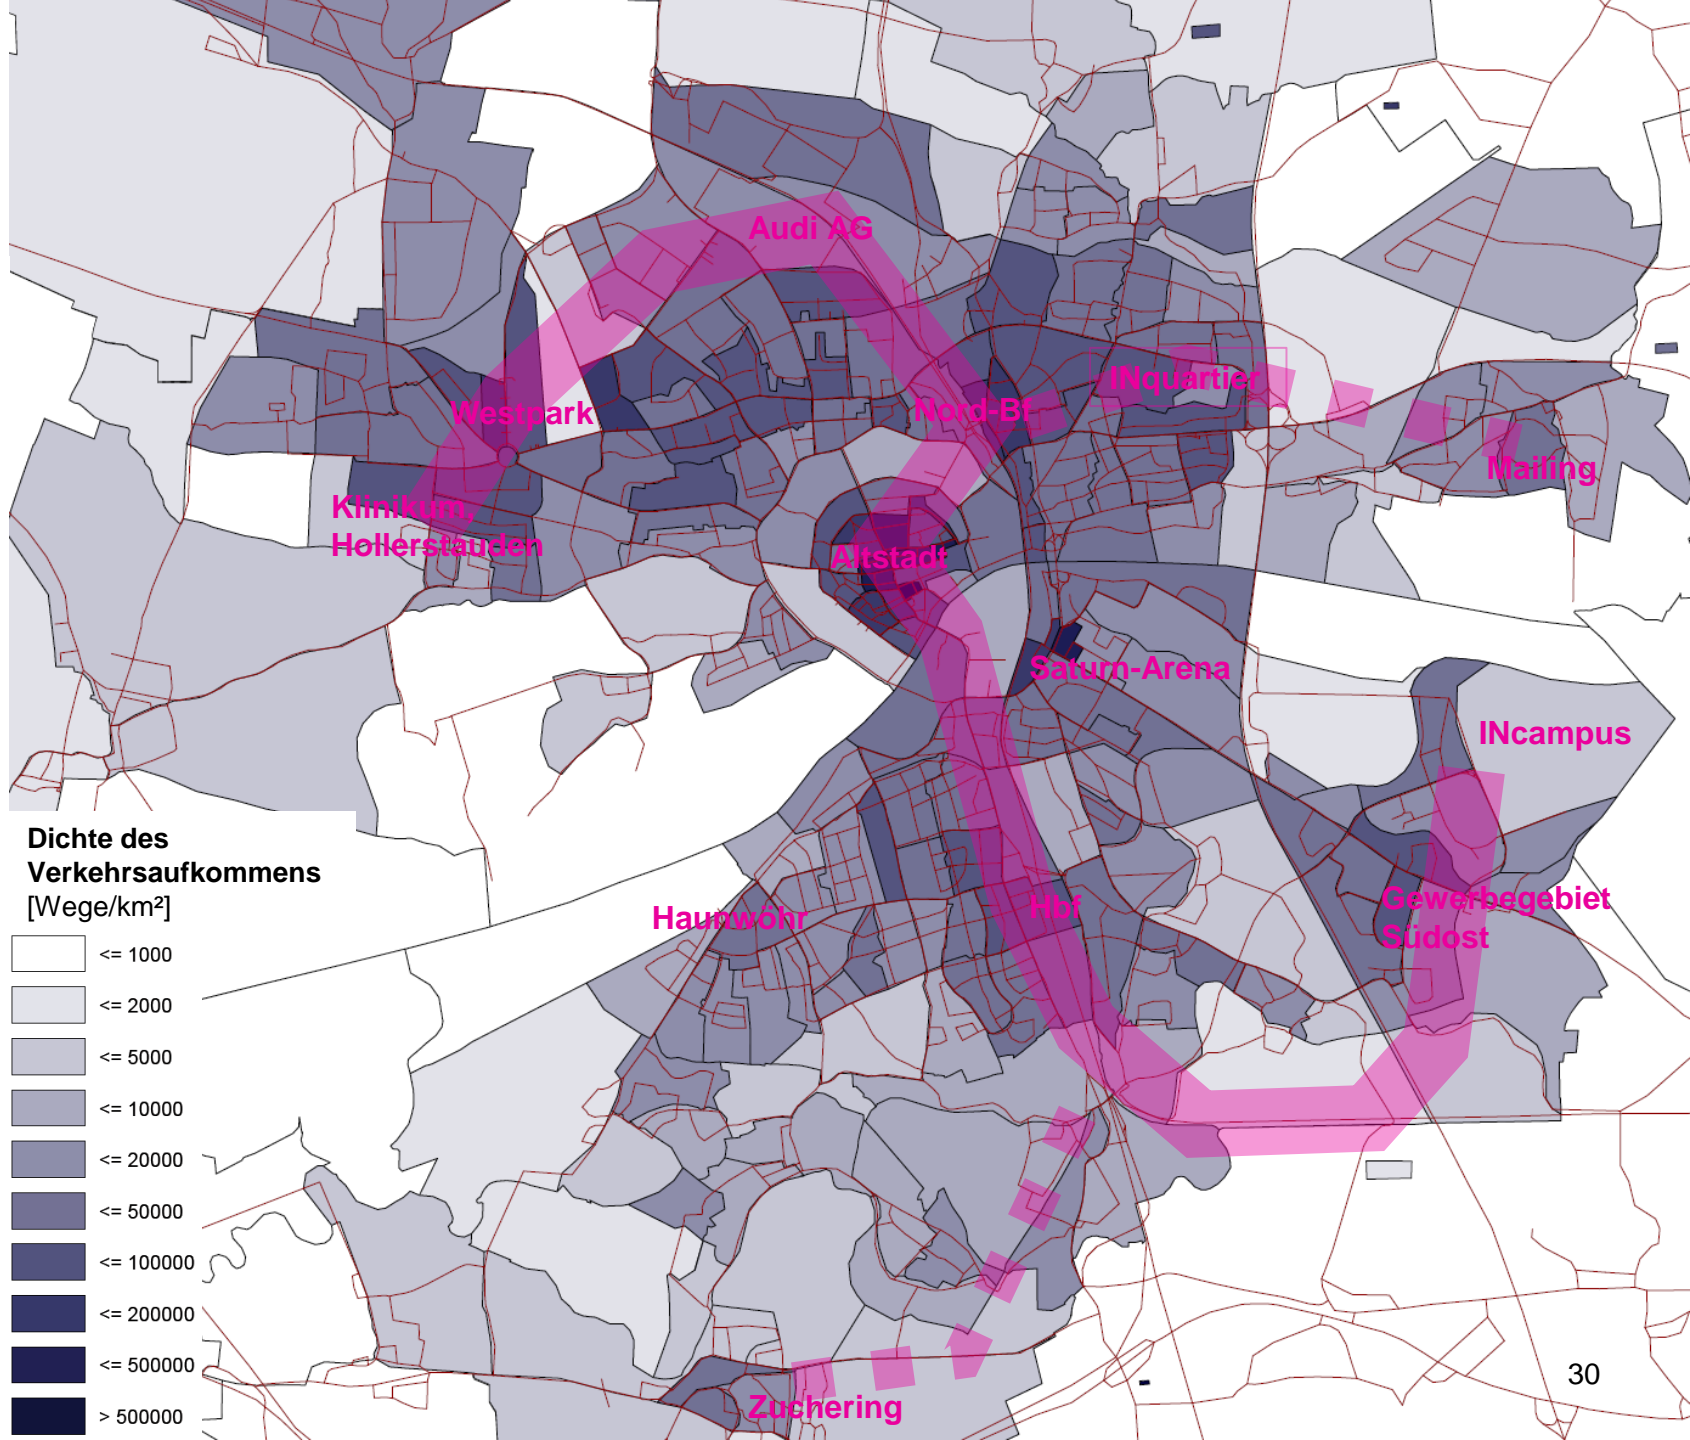 Audi AG
INquartier
Westpark
Nord-Bf
Mailing
Klinikum,
Hollerstauden
Altstadt
Saturn-Arena
INcampus
Haunwöhr
Hbf
Gewerbegebiet
Südost
Zuchering
Dichte des
Verkehrsaufkommens
[Wege/km²]
<= 1000
<= 2000
<= 5000
<= 10000
<= 20000
<= 50000
<= 100000
<= 200000
<= 500000
> 500000
30